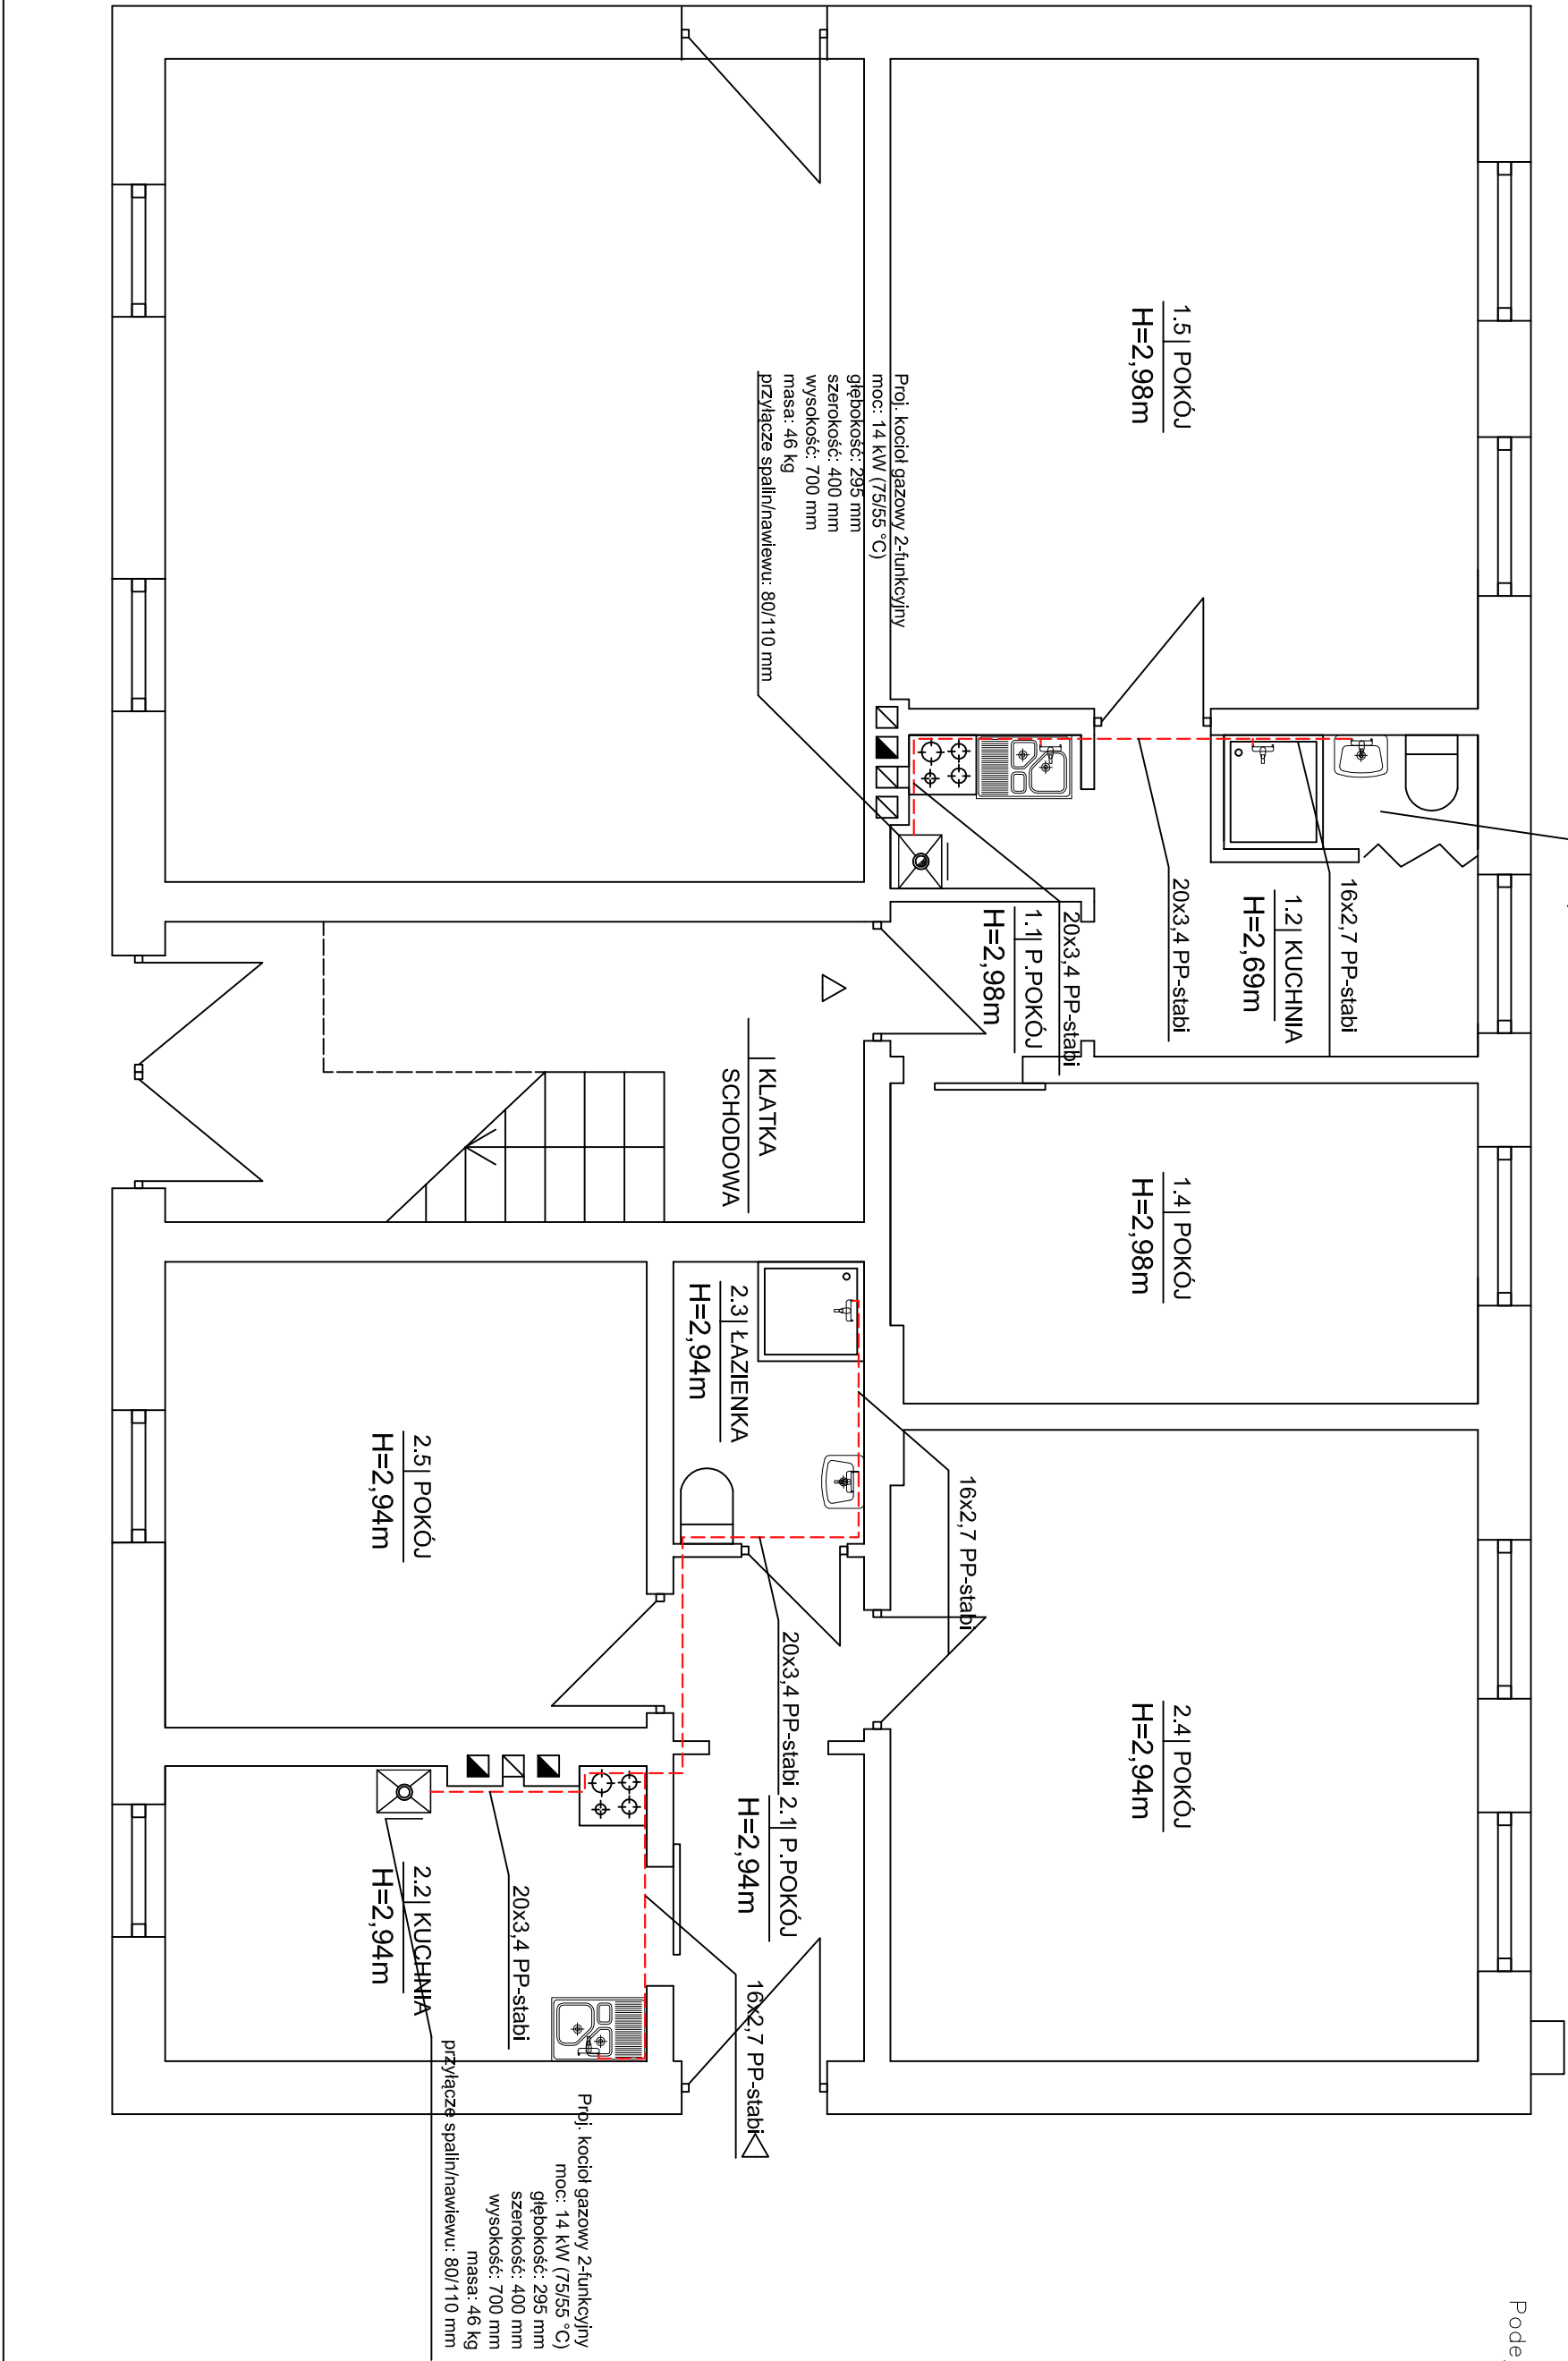 1.5| POKÓJ
H=2,98m
Proj. kocioł gazowy 2-funkcyjny
moc: 14 kW (75/55 °C)
głębokość: 295 mm
szerokość: 400 mm
wysokość: 700 mm
masa: 46 kg
przyłącze spalin/nawiewu: 80/110 mm
16x2,7 PP-stabi
1.2| KUCHNIA
H=2,69m
20x3,4 PP-stabi
20x3,4 PP-stabi
1.1| P.POKÓJ
H=2,98m
KLATKA
SCHODOWA
1.4| POKÓJ
H=2,98m
2.3| ŁAZIENKA
H=2,94m
2.5| POKÓJ
H=2,94m
16x2,7 PP-stabi
20x3,4 PP-stabi
2.4| POKÓJ
H=2,94m
2.1| P.POKÓJ
H=2,94m
2.2| KUCHNIA
H=2,94m
20x3,4 PP-stabi
16x2,7 PP-stabi
Proj. kocioł gazowy 2-funkcyjny
moc: 14 kW (75/55 °C)
głębokość: 295 mm
szerokość: 400 mm
wysokość: 700 mm
masa: 46 kg
przyłącze spalin/nawiewu: 80/110 mm